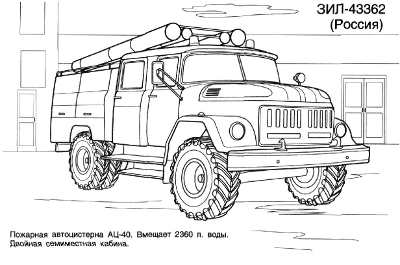 ЗИЛ-43362
(Россия)
Пожарная автоцистерна АЦ-40. Вмещает 2360 л. воды.
Двойная семиместная кабина.